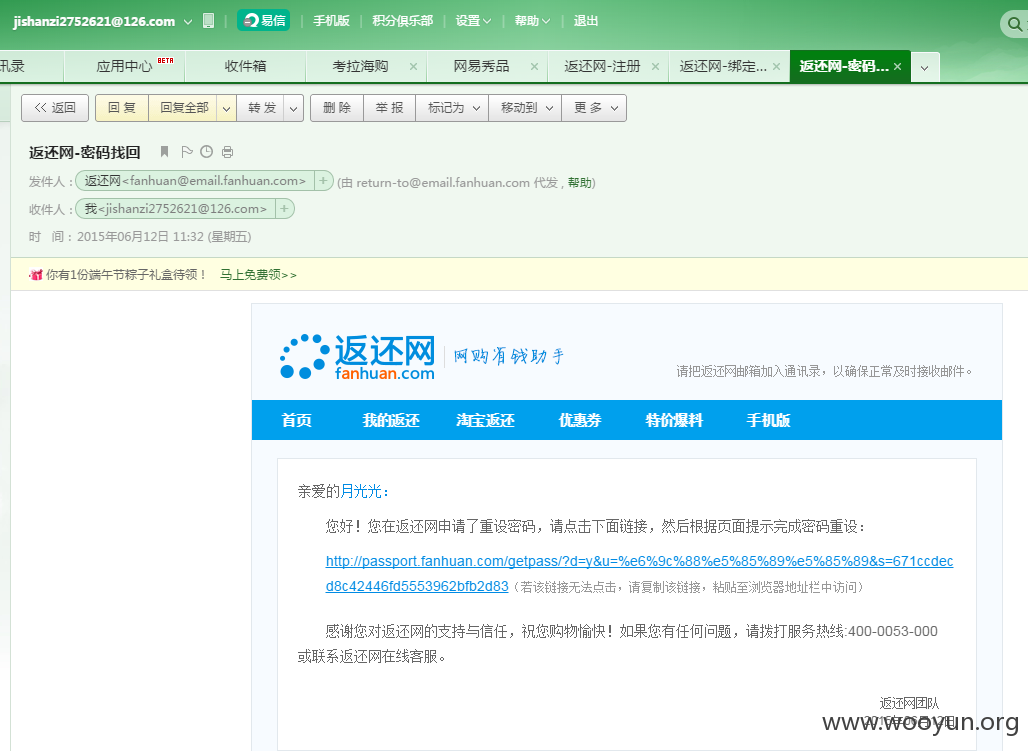 jishanzi2752621@126.com 易信 手机版 积分俱乐部 设置 帮助 退出
讯录 应用中心 BETA 收件箱 考拉海购 × 网易秀品 × 返还网-注册 × 返还网-绑定... × 返还网-密码... ×
返回 回 复 回复全部 转 发 删 除 举 报 标记为 移动到 更 多
返还网-密码找回
发件人： 返还网<fanhuan@email.fanhuan.com> + (由 return-to@email.fanhuan.com 代发 , 帮助)
收件人： 我<jishanzi2752621@126.com> +
时 间： 2015年06月12日 11:32 (星期五)
你有1份端午节粽子礼盒待领！ 马上免费领>>
返还网 fanhuan.com 网购省钱助手
请把返还网邮箱加入通讯录，以确保正常及时接收邮件。
首页 我的返还 淘宝返还 优惠券 特价爆料 手机版
亲爱的月光光：
您好！您在返还网申请了重设密码，请点击下面链接，然后根据页面提示完成密码重设：
http://passport.fanhuan.com/getpass/?d=y&u=%e6%9c%88%e5%85%89%e5%85%89&s=671ccdec
d8c42446fd5553962bfb2d83（若该链接无法点击，请复制该链接，粘贴至浏览器地址栏中访问）
感谢您对返还网的支持与信任，祝您购物愉快！如果您有任何问题，请拨打服务热线:400-0053-000
或联系返还网在线客服。
返还网团队
2015年06月12日
www.wooyun.org